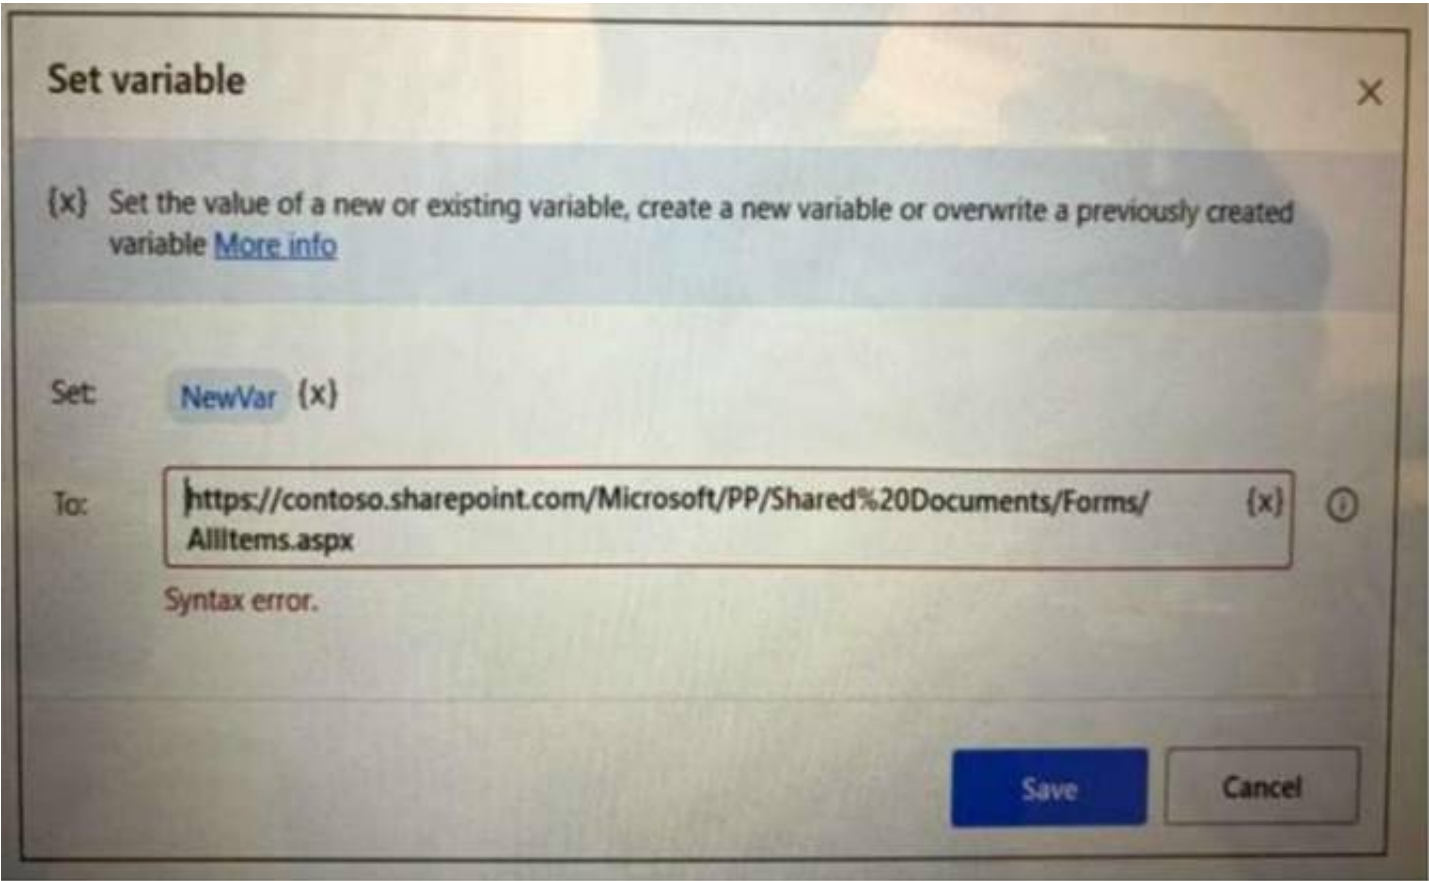 Set variable
{x} Set the value of a new or existing variable, create a new variable or overwrite a previously created
variable More info
Set: NewVar {x}
To: https://contoso.sharepoint.com/Microsoft/PP/Shared%20Documents/Forms/ {x}
AllItems.aspx
Syntax error.
Save Cancel